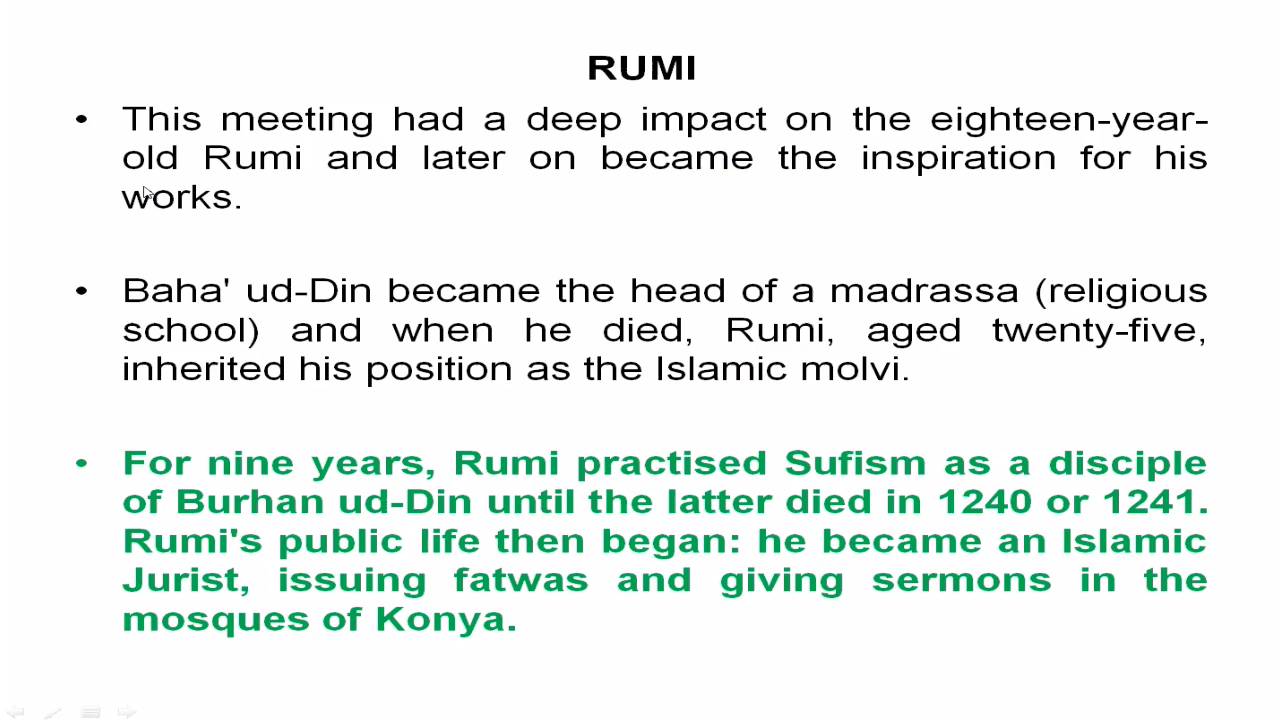 RUMI
• This meeting had a deep impact on the eighteen-year-
old Rumi and later on became the inspiration for his
works.
• Baha' ud-Din became the head of a madrassa (religious
school) and when he died, Rumi, aged twenty-five,
inherited his position as the Islamic molvi.
• For nine years, Rumi practised Sufism as a disciple
of Burhan ud-Din until the latter died in 1240 or 1241.
Rumi's public life then began: he became an Islamic
Jurist, issuing fatwas and giving sermons in the
mosques of Konya.